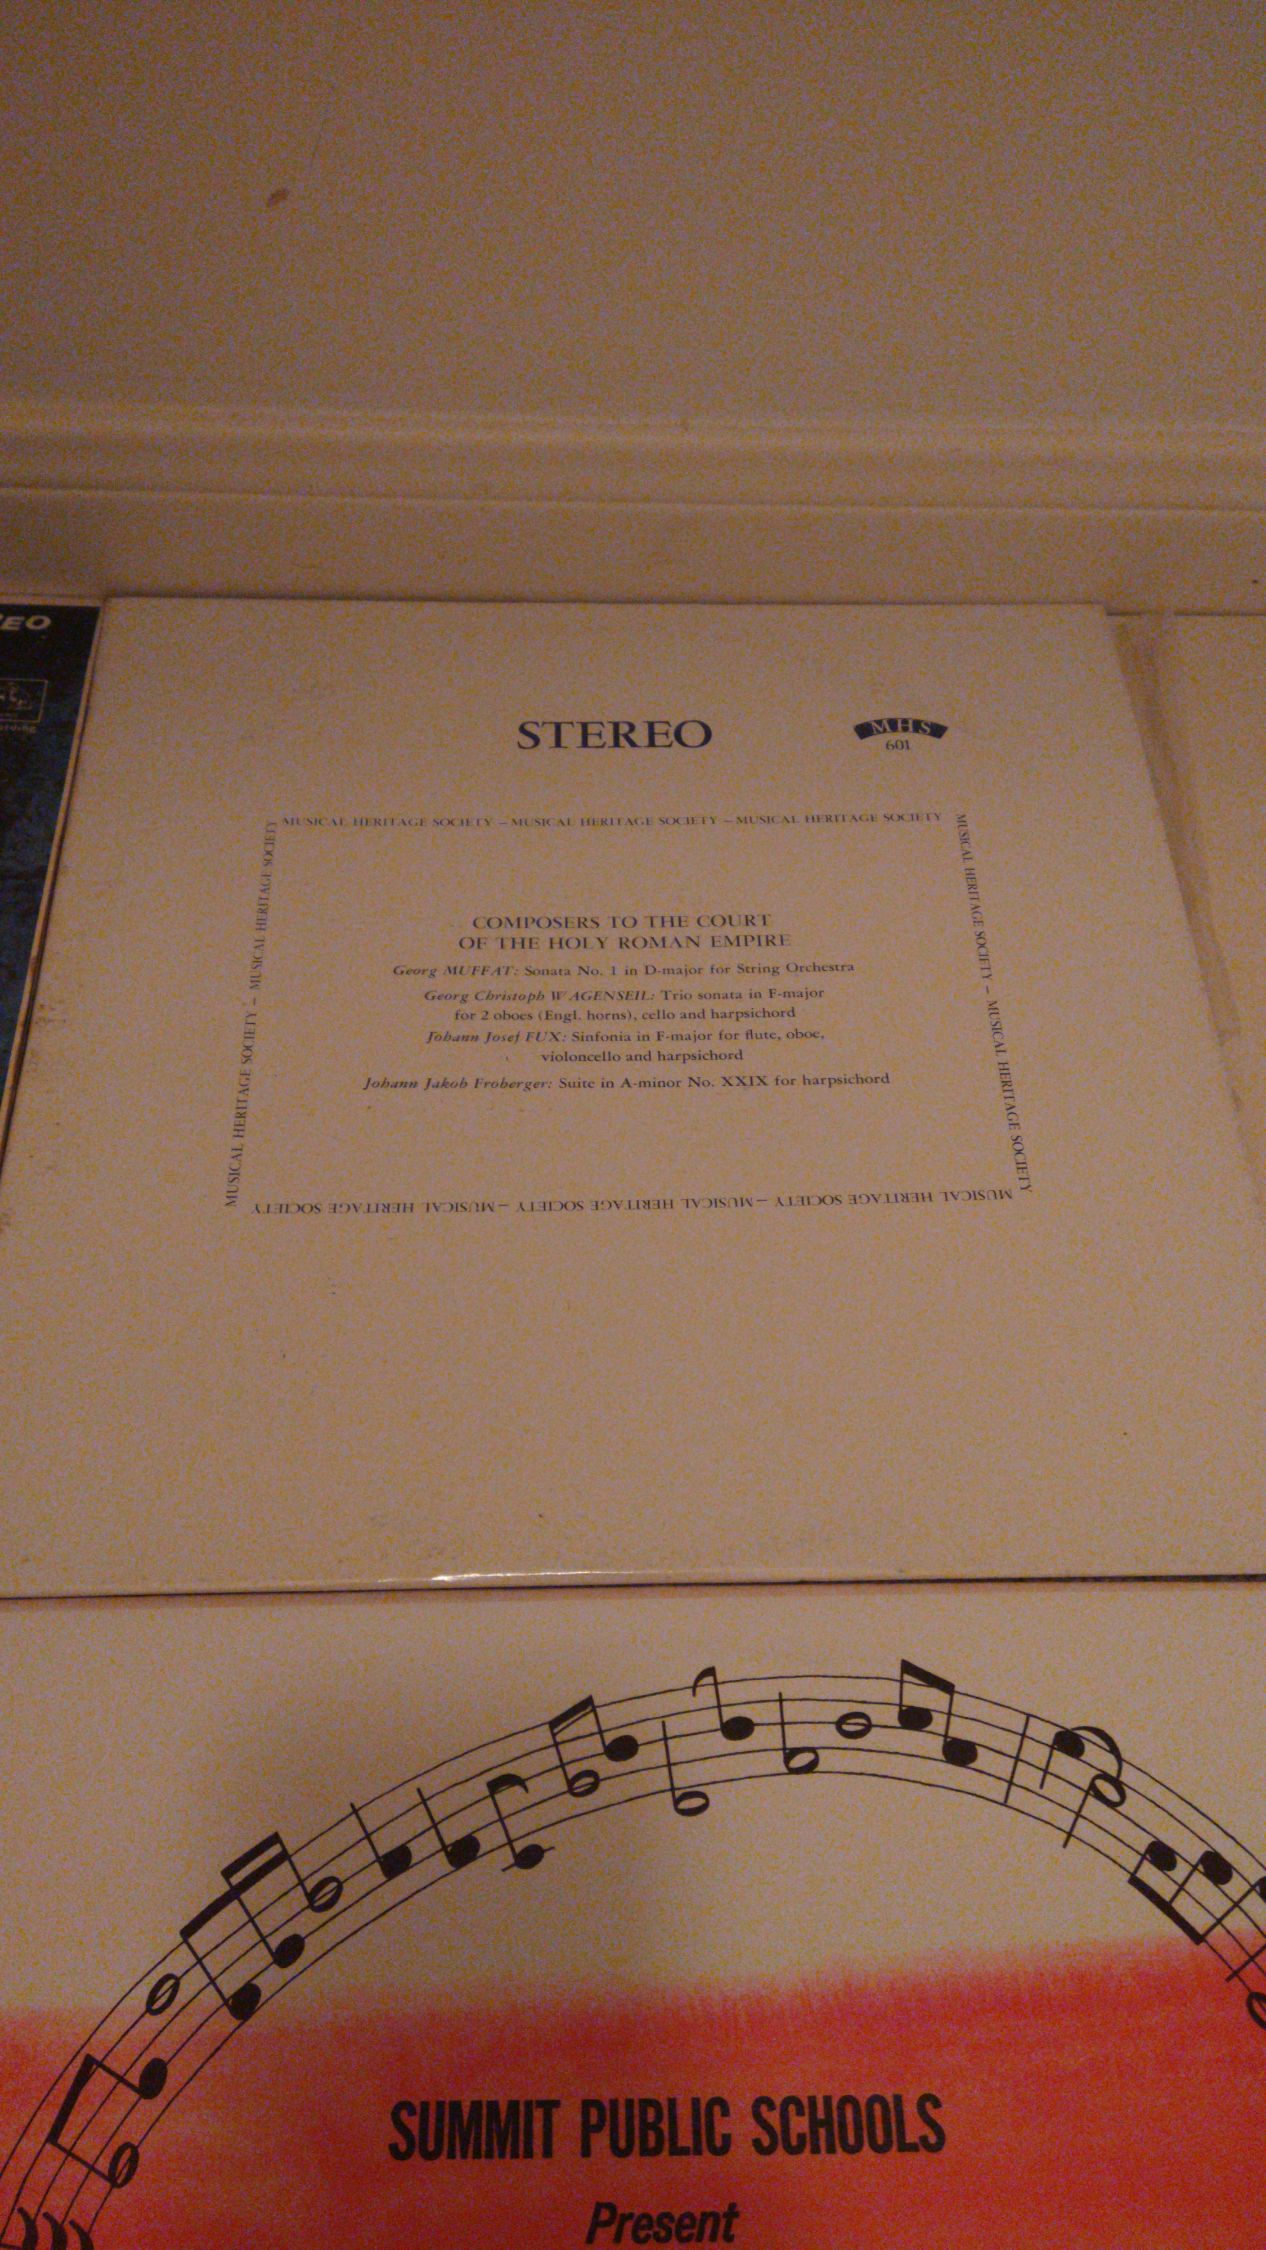 EO
STEREO
MHS
601
MUSICAL HERITAGE SOCIETY – MUSICAL HERITAGE SOCIETY – MUSICAL HERITAGE SOCIETY
MUSICAL HERITAGE SOCIETY – MUSICAL HERITAGE SOCIETY
MUSICAL HERITAGE SOCIETY – MUSICAL HERITAGE SOCIETY
COMPOSERS TO THE COURT
OF THE HOLY ROMAN EMPIRE
Georg MUFFAT: Sonata No. 1 in D-major for String Orchestra
Georg Christoph WAGENSEIL: Trio sonata in F-major
for 2 oboes (Engl. horns), cello and harpsichord
Johann Josef FUX: Sinfonia in F-major for flute, oboe,
violoncello and harpsichord
Johann Jakob Froberger: Suite in A-minor No. XXIX for harpsichord
MUSICAL HERITAGE SOCIETY – MUSICAL HERITAGE SOCIETY – MUSICAL HERITAGE SOCIETY
SUMMIT PUBLIC SCHOOLS
Present